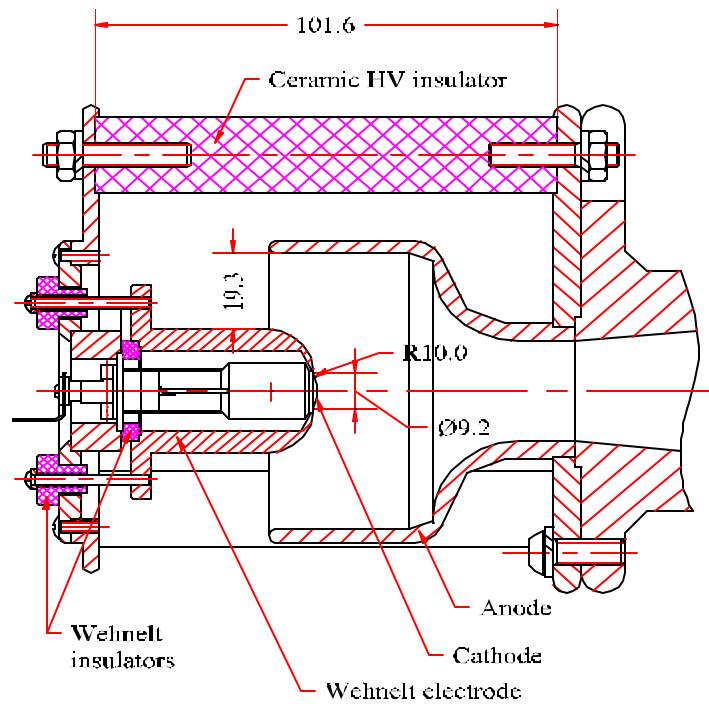 101.6
Ceramic HV insulator
19.3
R10.0
Ø9.2
Anode
Wehnelt
insulators
Cathode
Wehnelt electrode